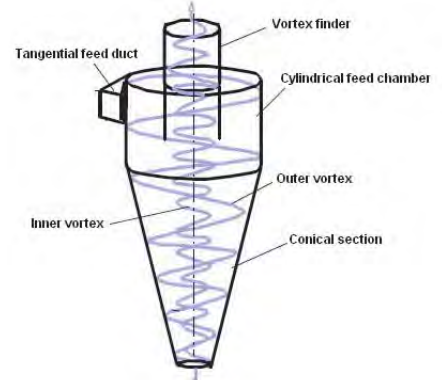 Vortex finder
Tangential feed duct
Cylindrical feed chamber
Outer vortex
Inner vortex
Conical section